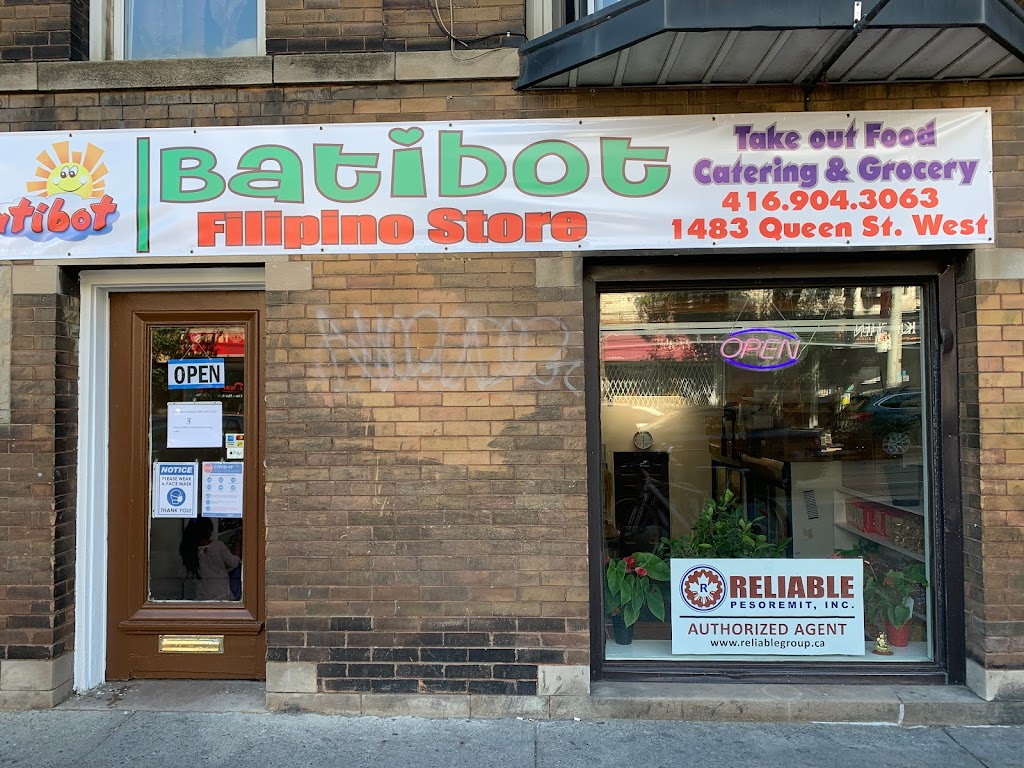 Batibot
Filipino Store
Take out Food
Catering & Grocery
416.904.3063
1483 Queen St. West
OPEN
3
NOTICE
PLEASE WEAR
A FACE MASK
THANK YOU!
OPEN
R
RELIABLE
PESOREMIT, INC.
AUTHORIZED AGENT
www.reliablegroup.ca